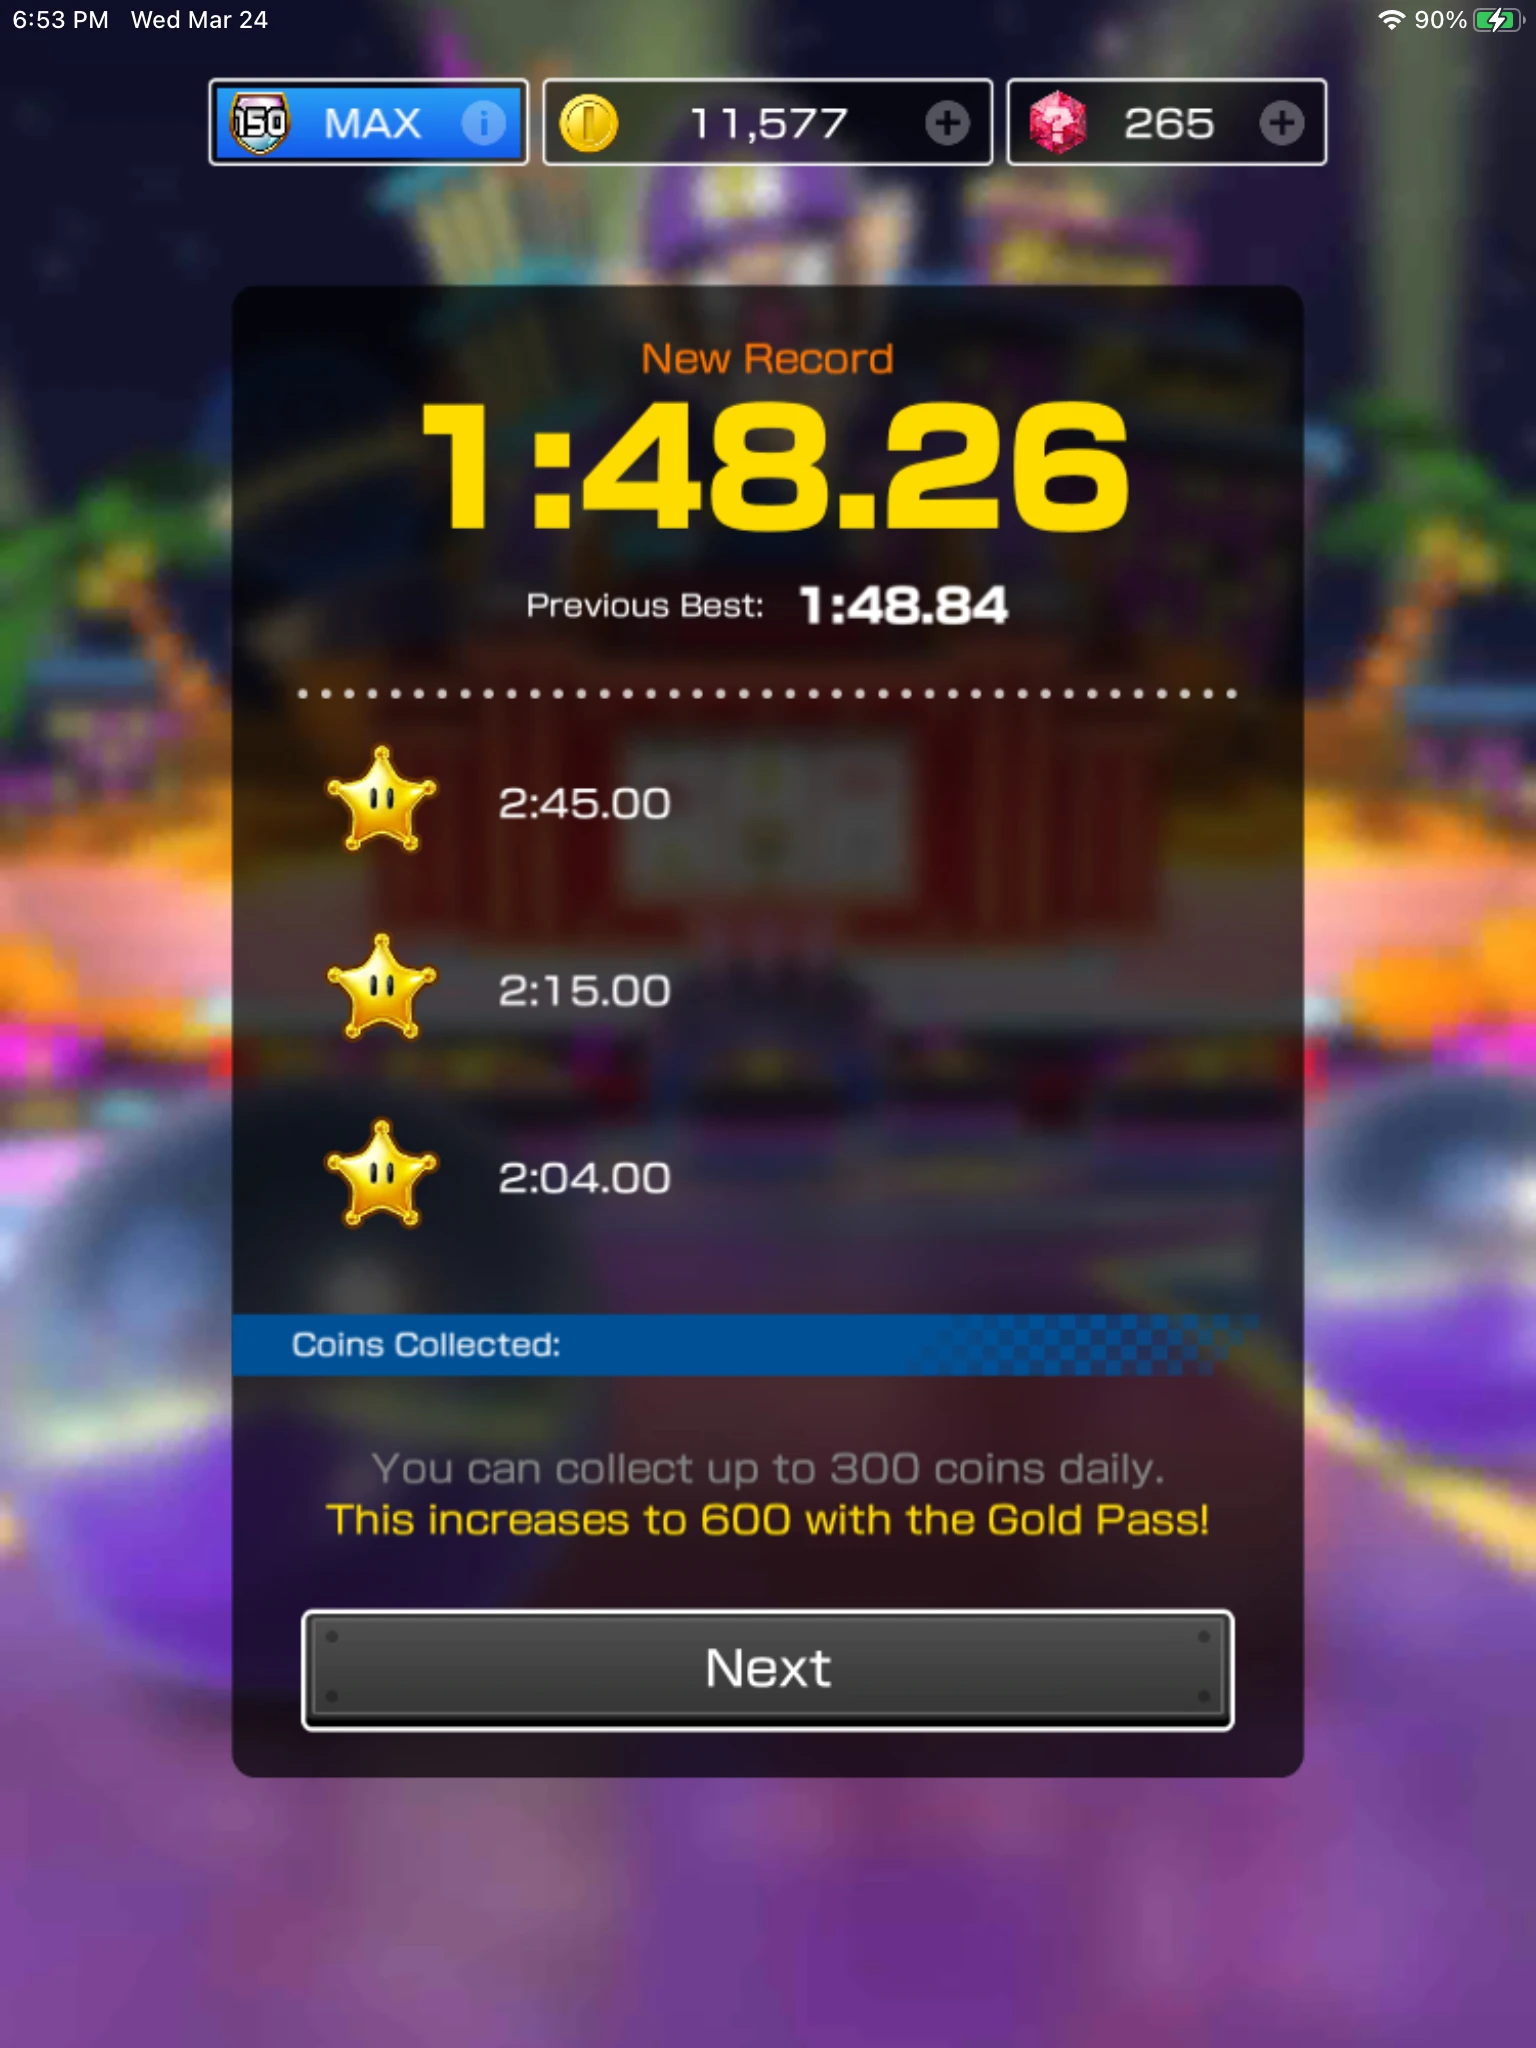 6:53 PM Wed Mar 24 90%
150 MAX i 11,577 + ? 265 +
New Record
1:48.26
Previous Best: 1:48.84
2:45.00
2:15.00
2:04.00
Coins Collected:
You can collect up to 300 coins daily.
This increases to 600 with the Gold Pass!
Next